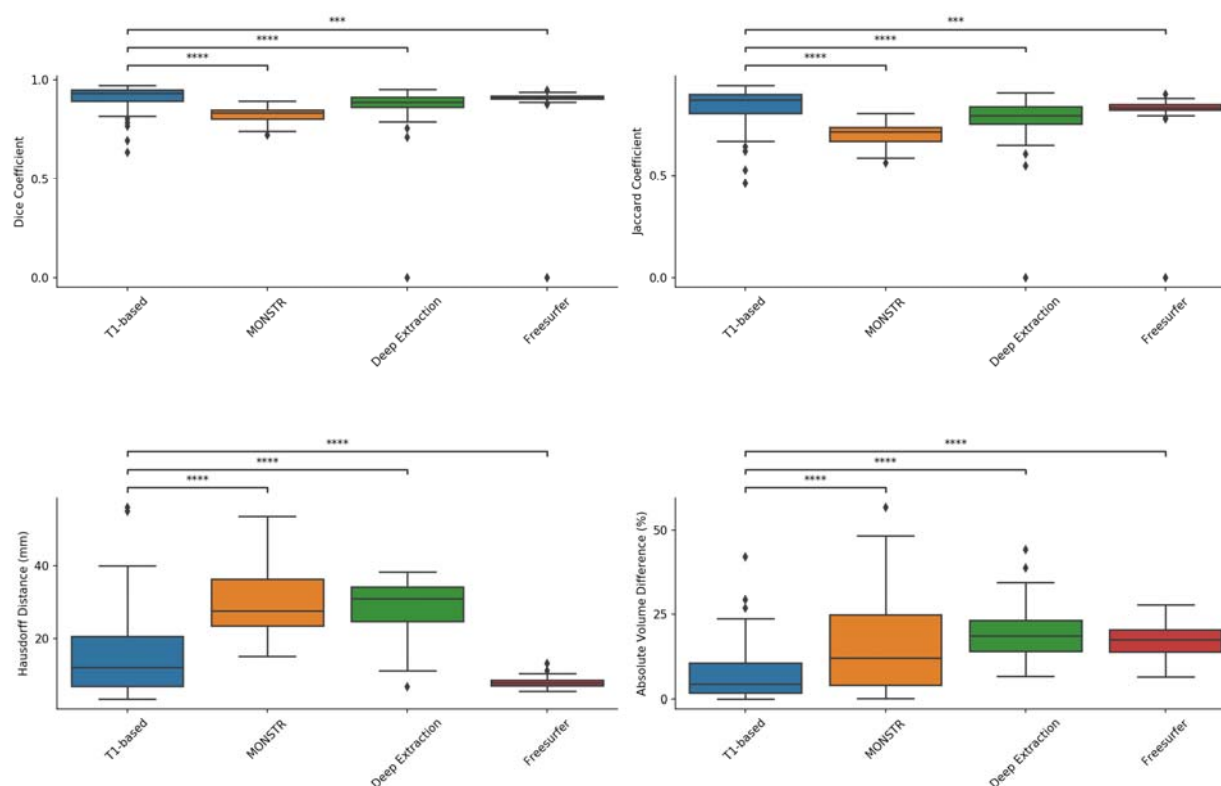 ***
****
****
1.0
0.5
0.0
Dice Coefficient
T1-based
MONSTR
Deep Extraction
Freesurfer
***
****
****
0.5
0.0
Jaccard Coefficient
T1-based
MONSTR
Deep Extraction
Freesurfer
****
****
****
40
20
Hausdorff Distance (mm)
T1-based
MONSTR
Deep Extraction
Freesurfer
****
****
****
50
25
0
Absolute Volume Difference (%)
T1-based
MONSTR
Deep Extraction
Freesurfer